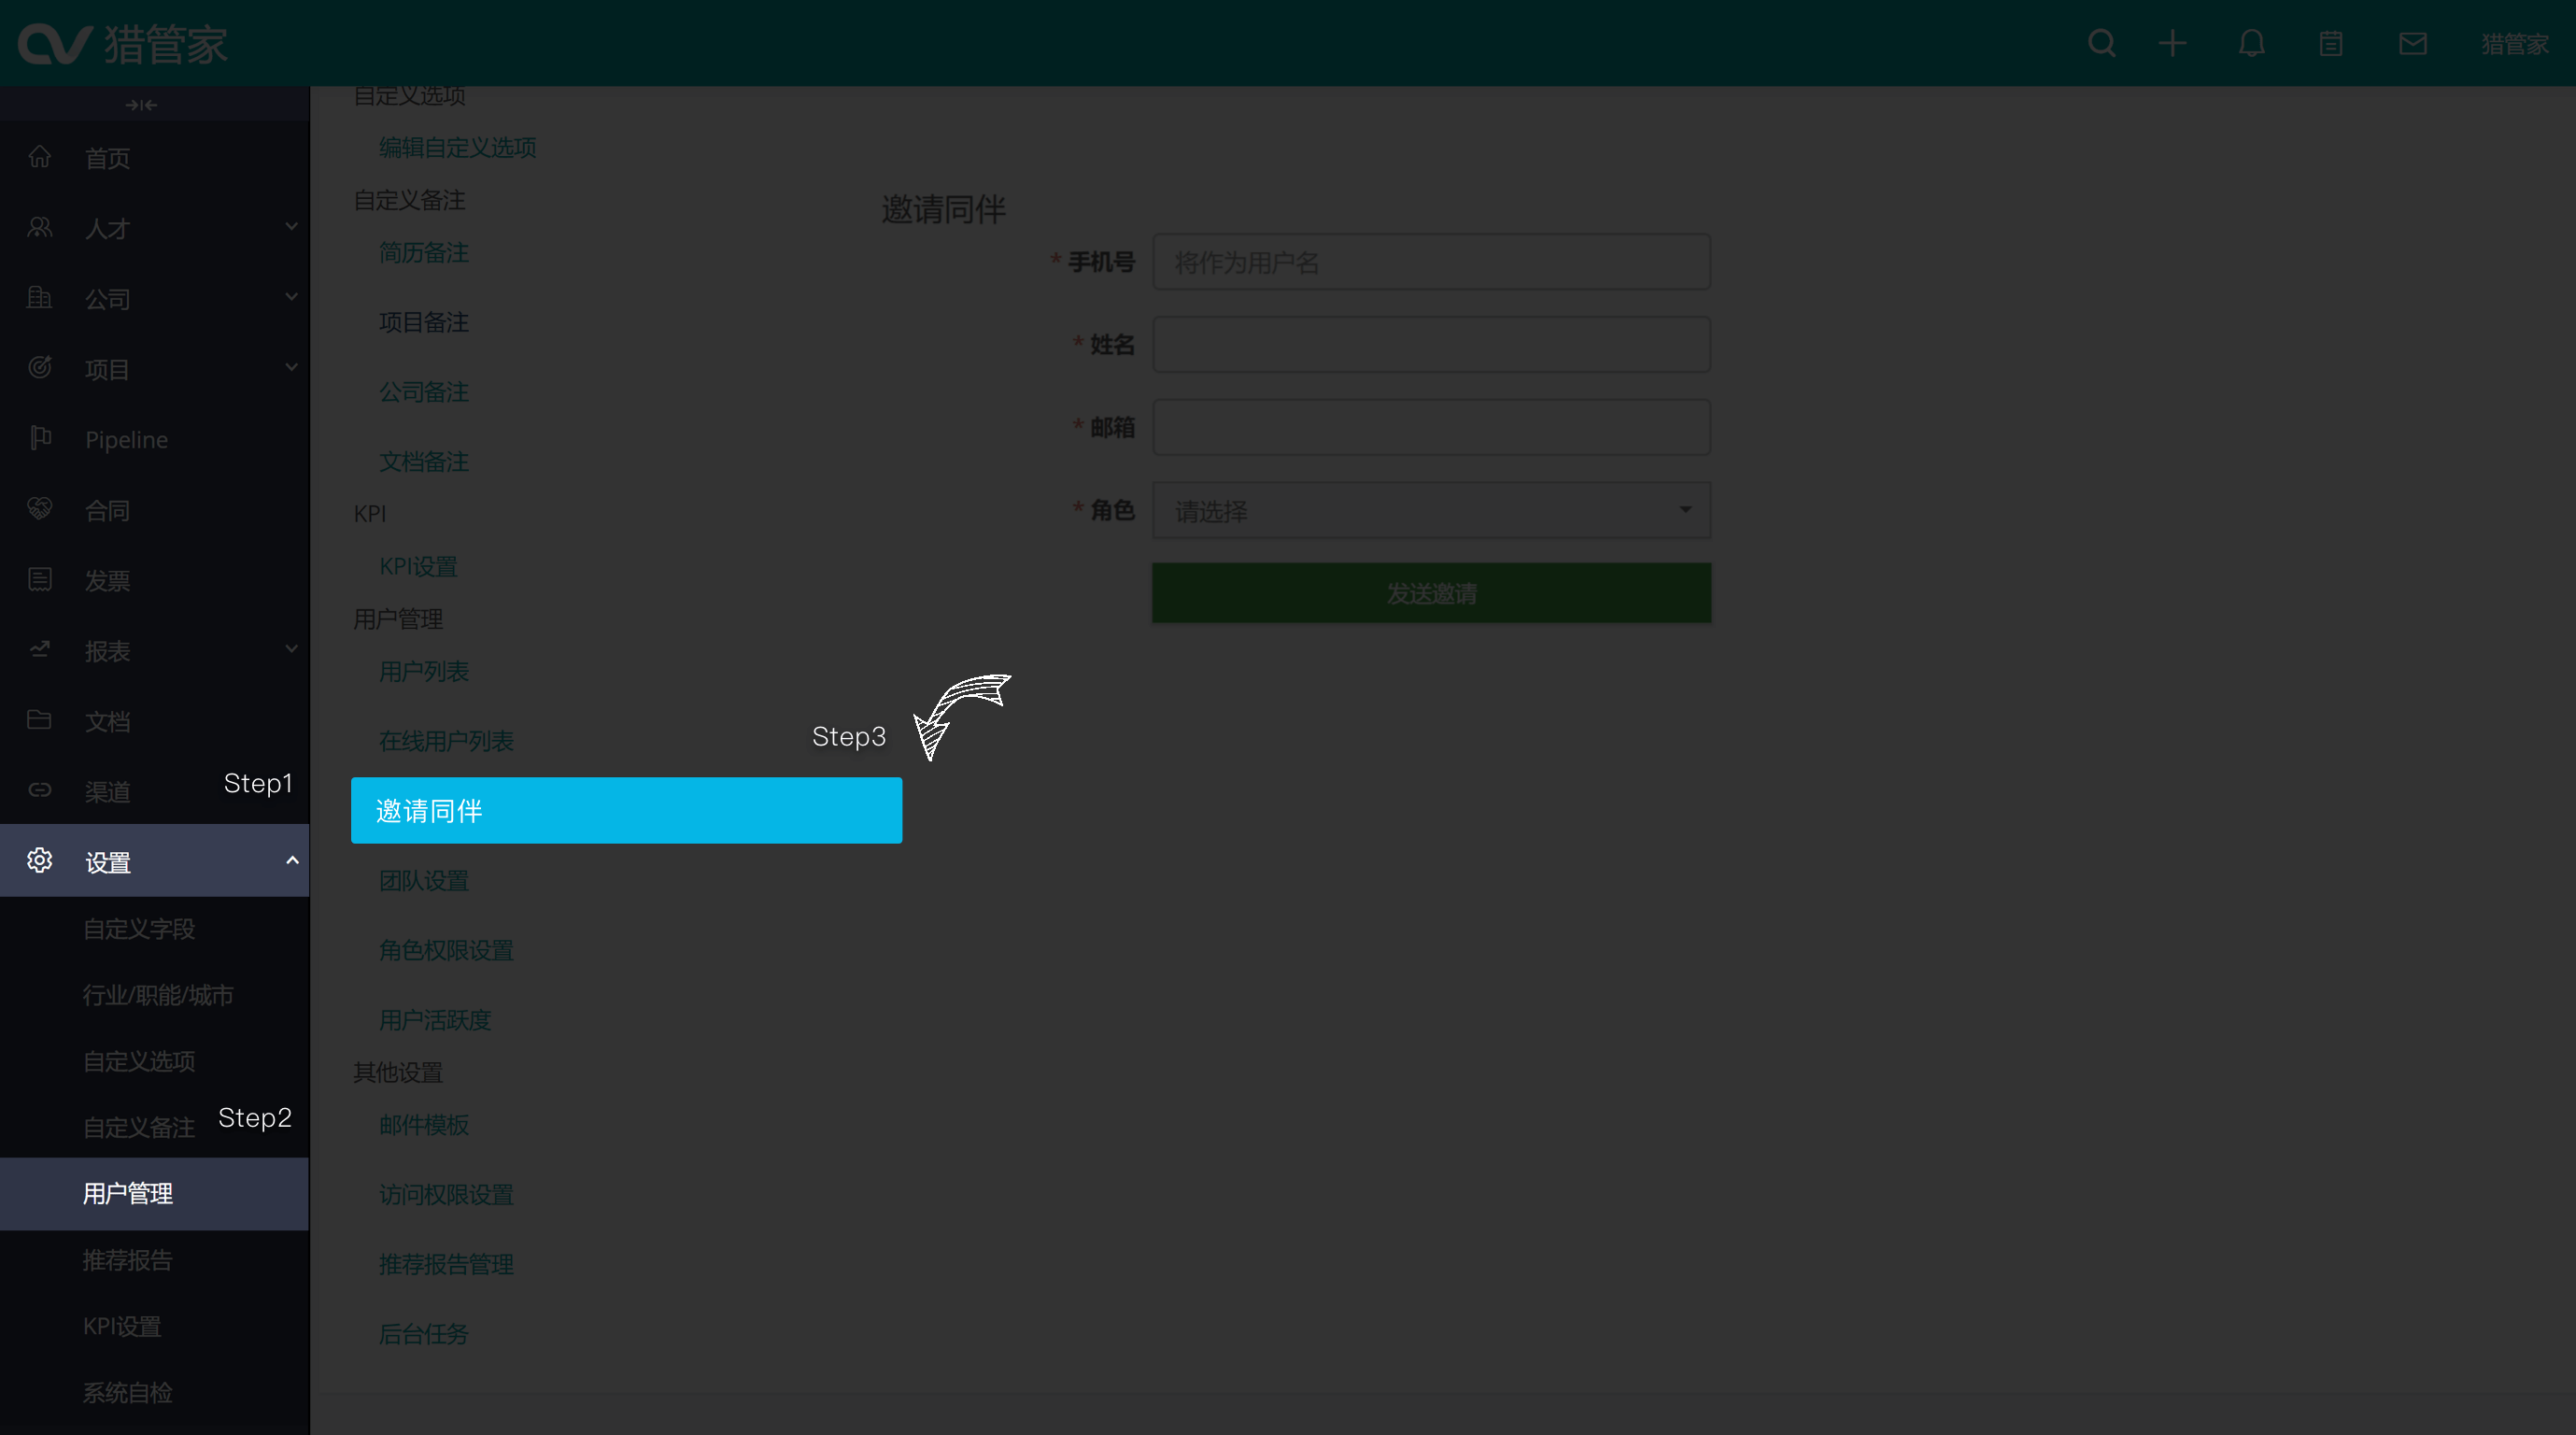 猎管家
猎管家
首页
人才
公司
项目
Pipeline
合同
发票
报表
文档
渠道
Step1
设置
自定义字段
行业/职能/城市
自定义选项
自定义备注
Step2
用户管理
推荐报告
KPI设置
系统自检
自定义选项
编辑自定义选项
自定义备注
简历备注
项目备注
公司备注
文档备注
KPI
KPI设置
用户管理
用户列表
在线用户列表
Step3
邀请同伴
团队设置
角色权限设置
用户活跃度
其他设置
邮件模板
访问权限设置
推荐报告管理
后台任务
邀请同伴
* 手机号 将作为用户名
* 姓名
* 邮箱
* 角色 请选择
发送邀请